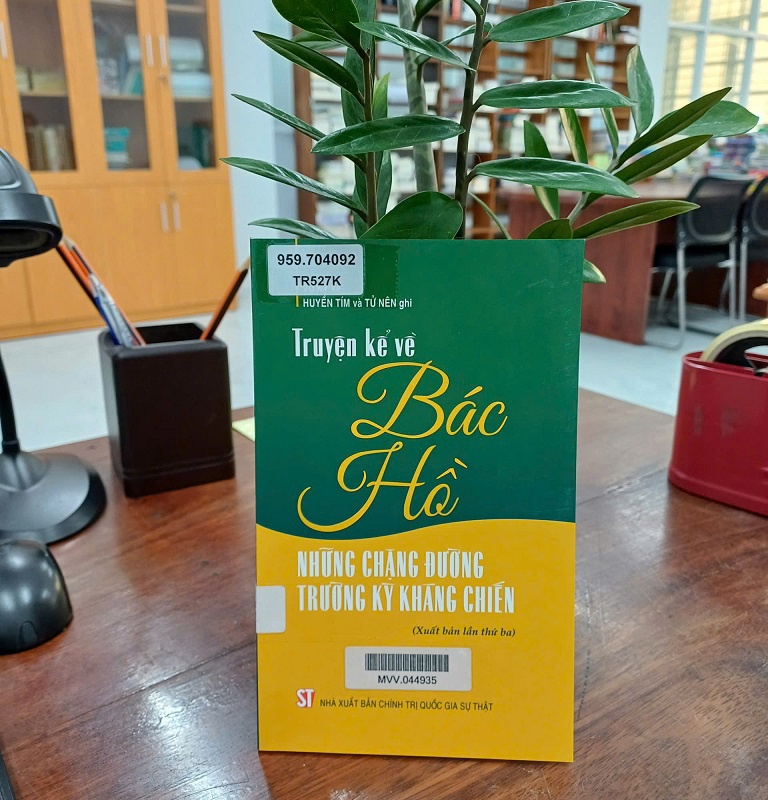 959.704092
TR527K
HUYỀN TÍM và TỬ NÊN ghi
Truyện kể về
Bác
Hồ
NHỮNG CHẶNG ĐƯỜNG
TRƯỜNG KỲ KHÁNG CHIẾN
(Xuất bản lần thứ ba)
MVV.044935
ST NHÀ XUẤT BẢN CHÍNH TRỊ QUỐC GIA SỰ THẬT